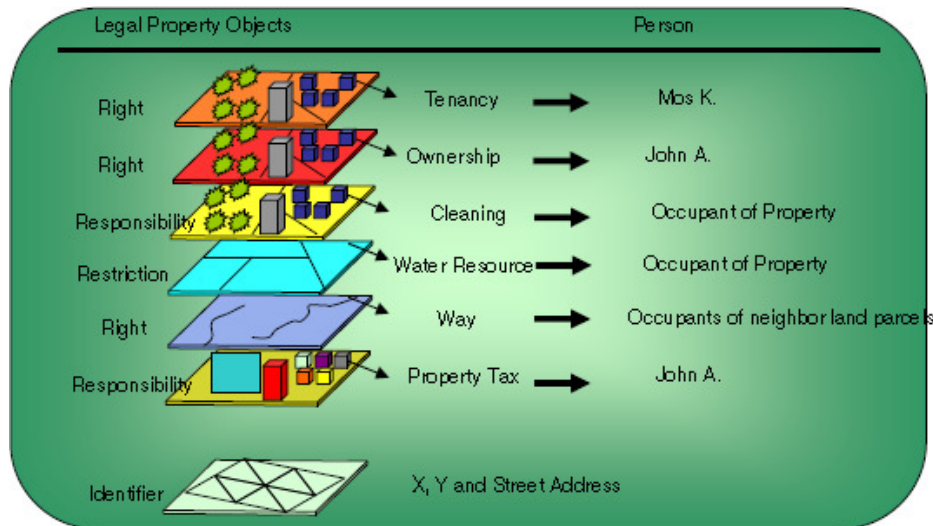 Legal Property Objects Person
Right Tenancy Mos K.
Right Ownership John A.
Responsibility Cleaning Occupant of Property
Restriction Water Resource Occupant of Property
Right Way Occupants of neighbor land parcels
Responsibility Property Tax John A.
Identifier X, Y and Street Address